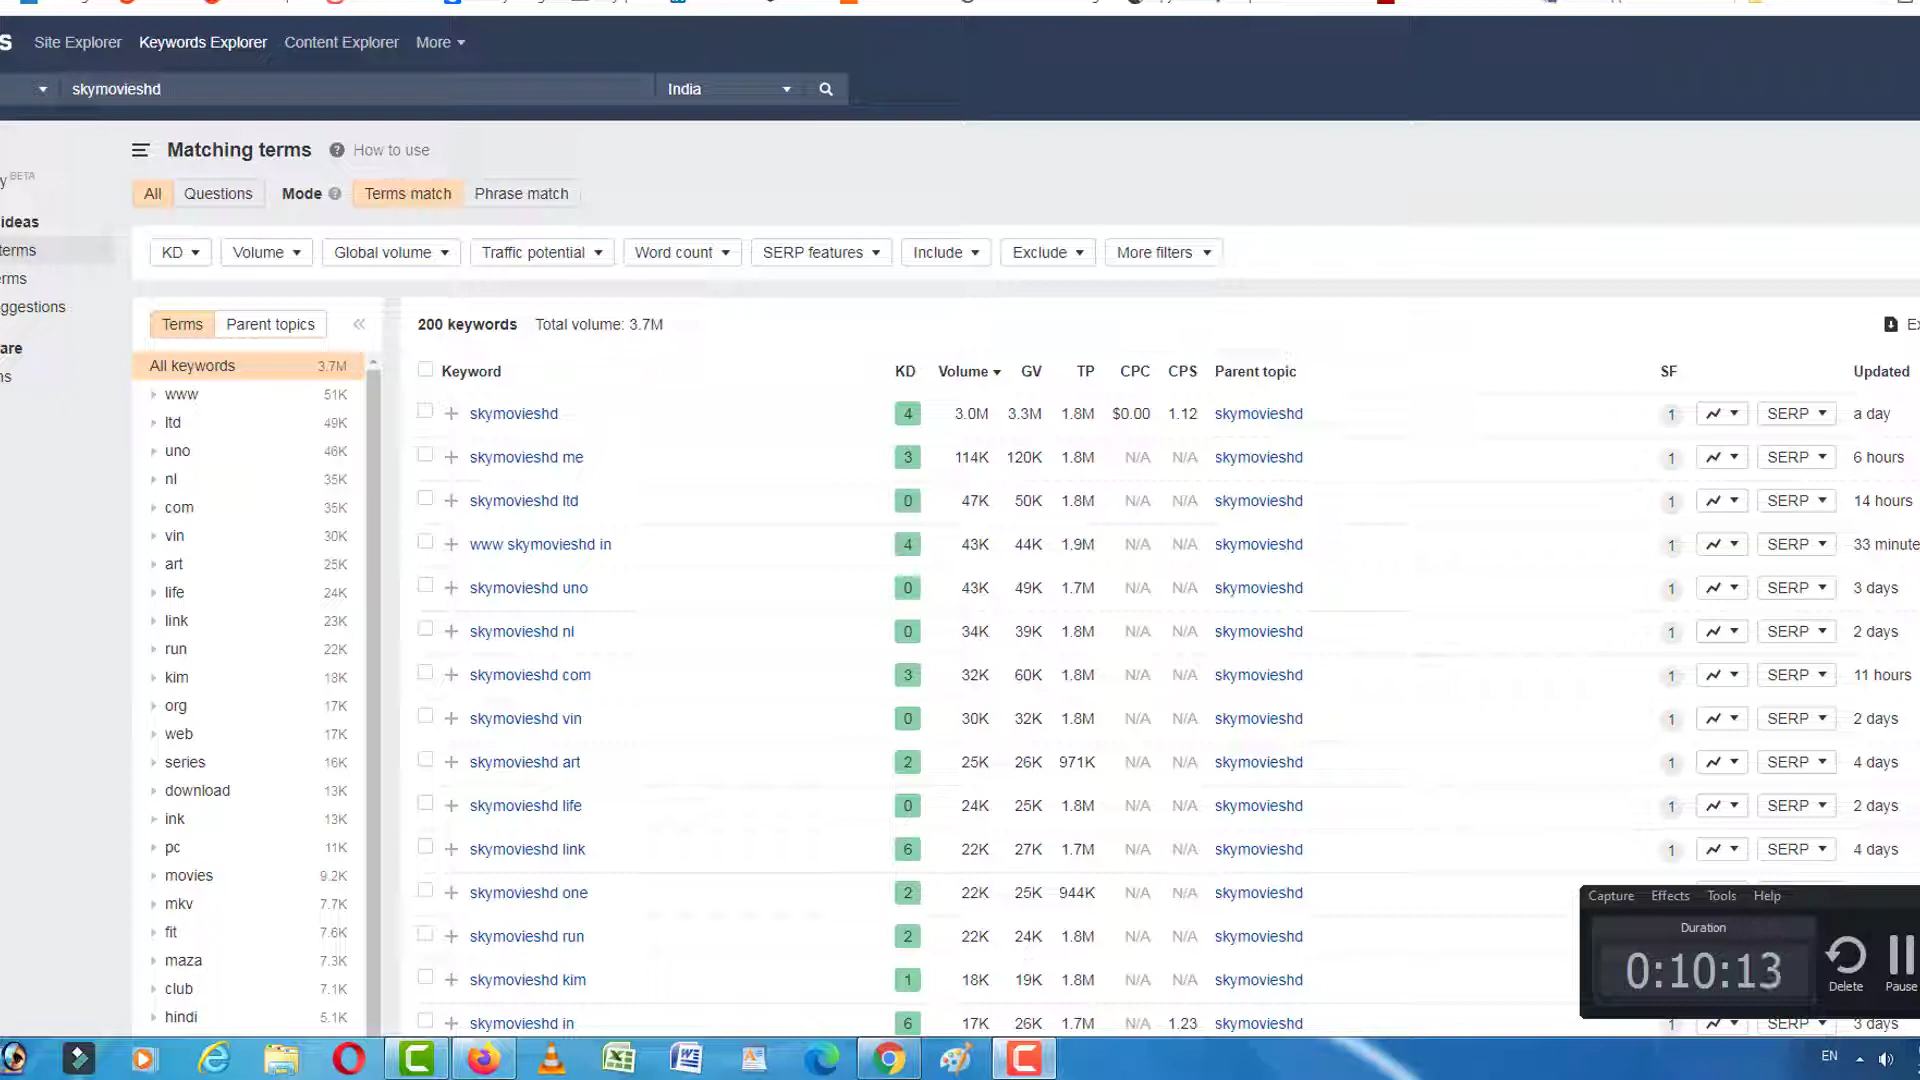 S Site Explorer Keywords Explorer Content Explorer More
skymovieshd India
Matching terms How to use
y BETA
All Questions Mode Terms match Phrase match
ideas
terms
KD Volume Global volume Traffic potential Word count SERP features Include Exclude More filters
rms
ggestions
Terms Parent topics 200 keywords Total volume: 3.7M Ex
are
ns
All keywords 3.7M
www 51K
ltd 49K
uno 46K
nl 35K
com 35K
vin 30K
art 25K
life 24K
link 23K
run 22K
kim 18K
org 17K
web 17K
series 16K
download 13K
ink 13K
pc 11K
movies 9.2K
mkv 7.7K
fit 7.6K
maza 7.3K
club 7.1K
hindi 5.1K
Keyword KD Volume GV TP CPC CPS Parent topic SF Updated
skymovieshd 4 3.0M 3.3M 1.8M $0.00 1.12 skymovieshd 1 SERP a day
skymovieshd me 3 114K 120K 1.8M N/A N/A skymovieshd 1 SERP 6 hours
skymovieshd ltd 0 47K 50K 1.8M N/A N/A skymovieshd 1 SERP 14 hours
www skymovieshd in 4 43K 44K 1.9M N/A N/A skymovieshd 1 SERP 33 minute
skymovieshd uno 0 43K 49K 1.7M N/A N/A skymovieshd 1 SERP 3 days
skymovieshd nl 0 34K 39K 1.8M N/A N/A skymovieshd 1 SERP 2 days
skymovieshd com 3 32K 60K 1.8M N/A N/A skymovieshd 1 SERP 11 hours
skymovieshd vin 0 30K 32K 1.8M N/A N/A skymovieshd 1 SERP 2 days
skymovieshd art 2 25K 26K 971K N/A N/A skymovieshd 1 SERP 4 days
skymovieshd life 0 24K 25K 1.8M N/A N/A skymovieshd 1 SERP 2 days
skymovieshd link 6 22K 27K 1.7M N/A N/A skymovieshd 1 SERP 4 days
skymovieshd one 2 22K 25K 944K N/A N/A skymovieshd
skymovieshd run 2 22K 24K 1.8M N/A N/A skymovieshd
skymovieshd kim 1 18K 19K 1.8M N/A N/A skymovieshd
skymovieshd in 6 17K 26K 1.7M N/A 1.23 skymovieshd 1 SERP 3 days
Capture Effects Tools Help
Duration
0:10:13
Delete Pause
EN